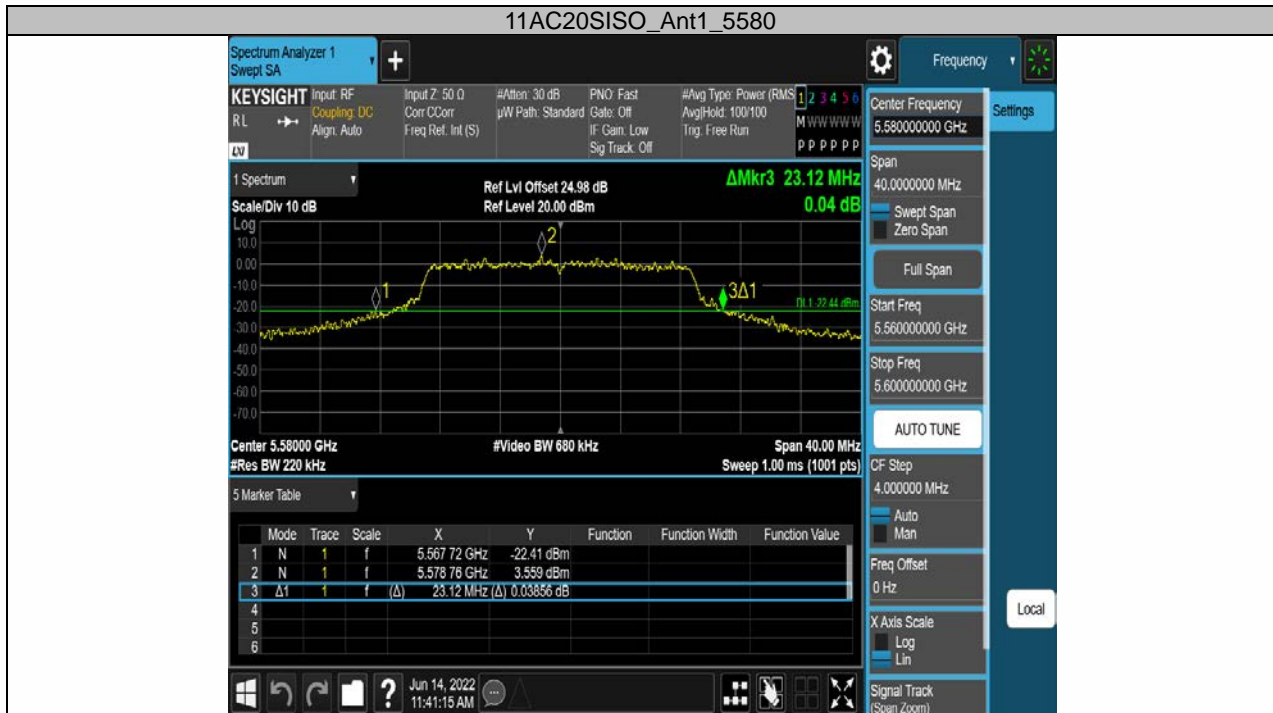 11AC20SISO_Ant1_5580
Spectrum Analyzer 1
Swept SA
+
Frequency
KEYSIGHT
RL
LXI
Input: RF
Coupling: DC
Align: Auto
Input Z: 50 Ω
Corr CCorr
Freq Ref: Int (S)
#Atten: 30 dB
µW Path: Standard
PNO: Fast
Gate: Off
IF Gain: Low
Sig Track: Off
#Avg Type: Power (RMS
Avg|Hold: 100/100
Trig: Free Run
1 2 3 4 5 6
M W W W W W
P P P P P P
1 Spectrum
Scale/Div 10 dB
Ref Lvl Offset 24.98 dB
Ref Level 20.00 dBm
ΔMkr3 23.12 MHz
0.04 dB
Log
10.0
0.00
-10.0
-20.0
-30.0
-40.0
-50.0
-60.0
-70.0
1
2
3Δ1
DL1 -22.44 dBm
Center 5.58000 GHz
#Video BW 680 kHz
Span 40.00 MHz
#Res BW 220 kHz
Sweep 1.00 ms (1001 pts)
5 Marker Table
Mode Trace Scale X Y Function Function Width Function Value
1 N 1 f 5.567 72 GHz -22.41 dBm
2 N 1 f 5.578 76 GHz 3.559 dBm
3 Δ1 1 f (Δ) 23.12 MHz (Δ) 0.03856 dB
4
5
6
?
Jun 14, 2022
11:41:15 AM
Center Frequency
5.580000000 GHz
Span
40.0000000 MHz
Swept Span
Zero Span
Full Span
Start Freq
5.560000000 GHz
Stop Freq
5.600000000 GHz
AUTO TUNE
CF Step
4.000000 MHz
Auto
Man
Freq Offset
0 Hz
X Axis Scale
Log
Lin
Signal Track
(Span Zoom)
Settings
Local